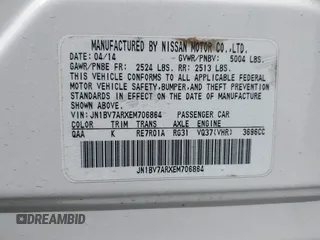 MANUFACTURED BY NISSAN MOTOR CO.,LTD.
DATE: 04/14 GVWR/PNBV: 5004 LBS.
GAWR/PNBE FR: 2524 LBS. RR: 2513 LBS.
THIS VEHICLE CONFORMS TO ALL APPLICABLE FEDERAL
MOTOR VEHICLE SAFETY,BUMPER,AND THEFT PREVENTION
STANDARDS IN EFFECT ON THE DATE OF
MANUFACTURE SHOWN ABOVE.
VIN: JN1BV7ARXEM706864 PASSENGER CAR
COLOR TRIM TRANS AXLE ENGINE
QAA K RE7R01A RG31 VQ37(VHR) 3696CC
JN1BV7ARXEM706864
DREAMBID